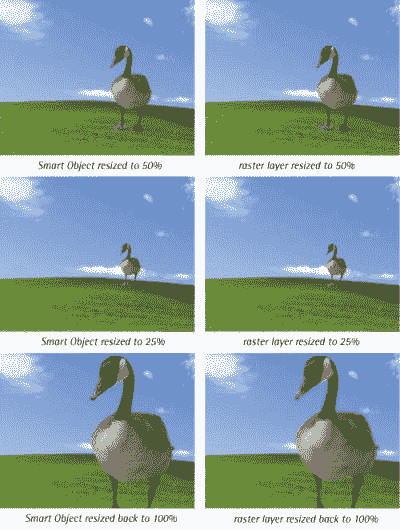 Smart Object resized to 50%
raster layer resized to 50%
Smart Object resized to 25%
raster layer resized to 25%
Smart Object resized back to 100%
raster layer resized back to 100%